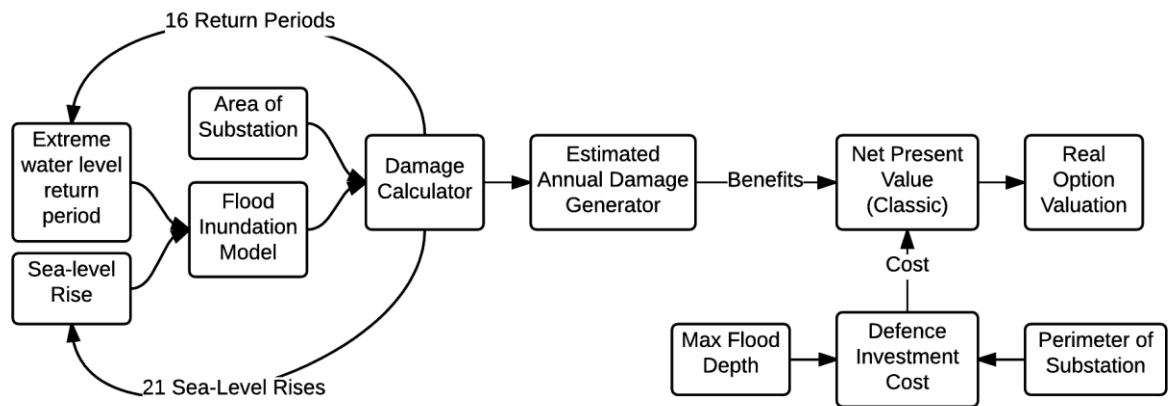 16 Return Periods
Extreme
water level
return
period
Sea-level
Rise
Area of
Substation
Flood
Inundation
Model
Damage
Calculator
21 Sea-Level Rises
Estimated
Annual Damage
Generator
Benefits
Net Present
Value
(Classic)
Real
Option
Valuation
Cost
Max Flood
Depth
Defence
Investment
Cost
Perimeter of
Substation